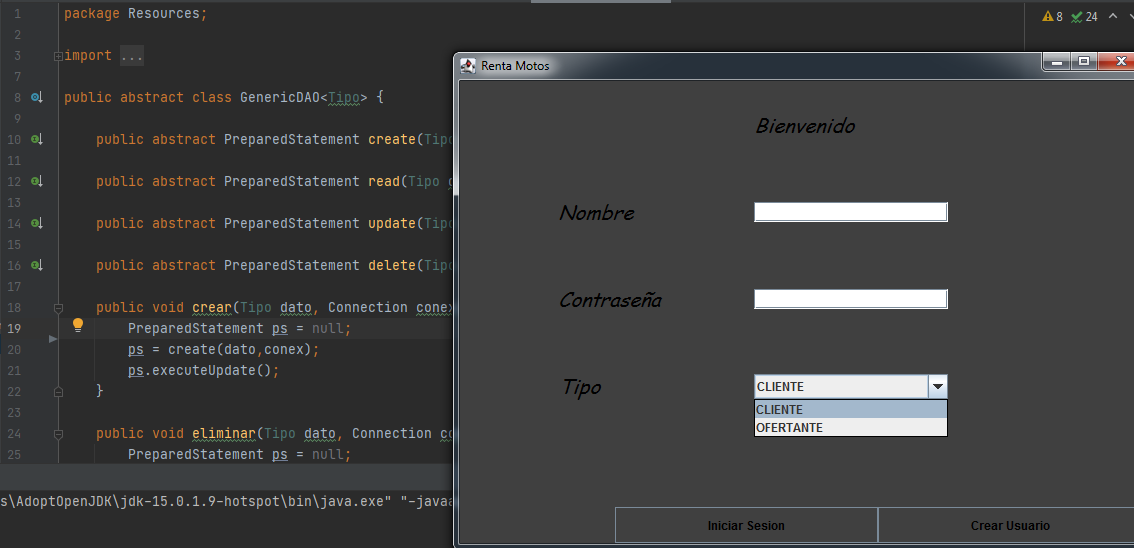 1 package Resources;
2
3 import ...
7
8 public abstract class GenericDAO<Tipo> {
9
10 public abstract PreparedStatement create(Tipo
11
12 public abstract PreparedStatement read(Tipo
13
14 public abstract PreparedStatement update(Tipo
15
16 public abstract PreparedStatement delete(Tipo
17
18 public void crear(Tipo dato, Connection conex
19 PreparedStatement ps = null;
20 ps = create(dato,conex);
21 ps.executeUpdate();
22 }
23
24 public void eliminar(Tipo dato, Connection co
25 PreparedStatement ps = null;
s\AdoptOpenJDK\jdk-15.0.1.9-hotspot\bin\java.exe" "-javaa
8 24
Renta Motos
Bienvenido
Nombre
Contraseña
Tipo
CLIENTE
CLIENTE
OFERTANTE
Iniciar Sesion
Crear Usuario